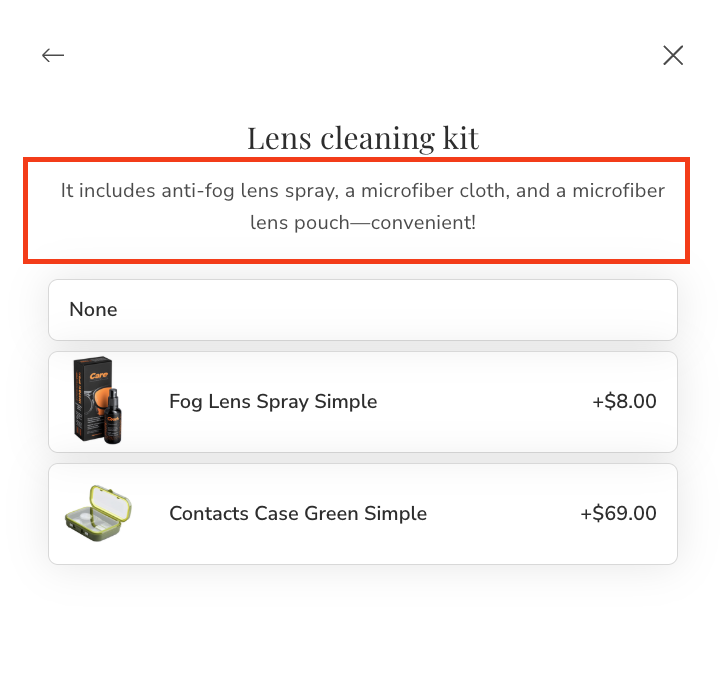 Lens cleaning kit
It includes anti-fog lens spray, a microfiber cloth, and a microfiber
lens pouch—convenient!
None
Care
Fog Lens Spray Simple +$8.00
Contacts Case Green Simple +$69.00